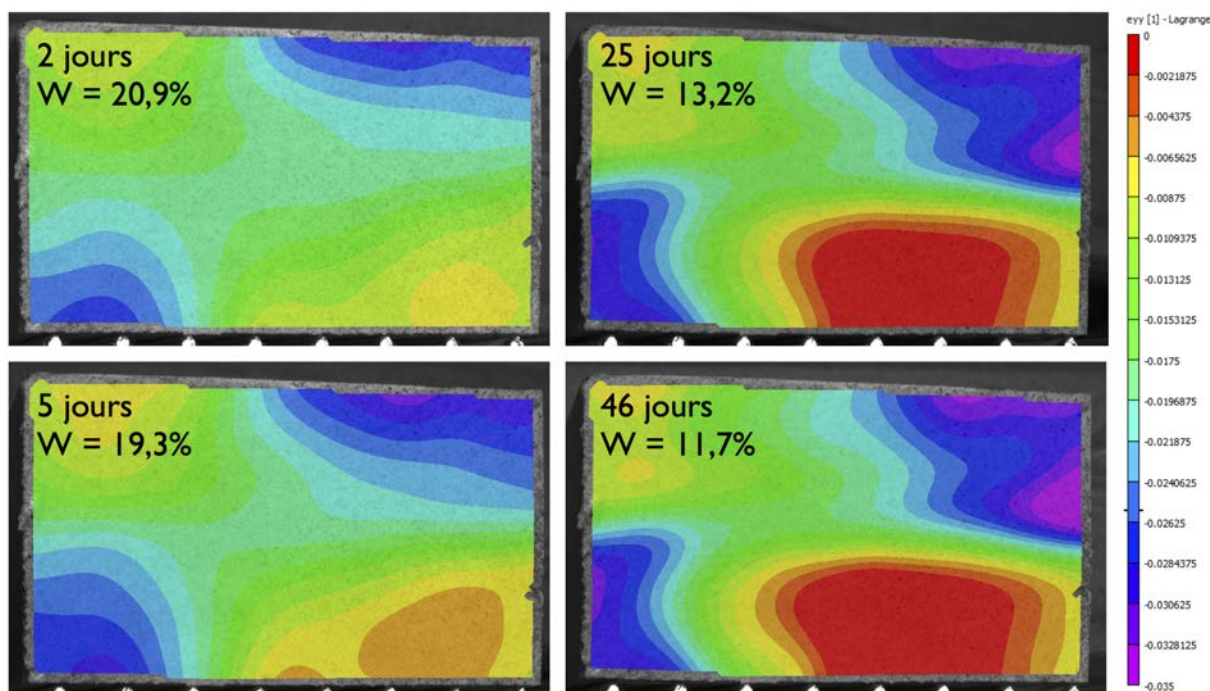 2 jours
W = 20,9%
25 jours
W = 13,2%
5 jours
W = 19,3%
46 jours
W = 11,7%
eyy [1] - Lagrange
0
-0.0021875
-0.004375
-0.0065625
-0.00875
-0.0109375
-0.013125
-0.0153125
-0.0175
-0.0196875
-0.021875
-0.0240625
-0.02625
-0.0284375
-0.030625
-0.0328125
-0.035